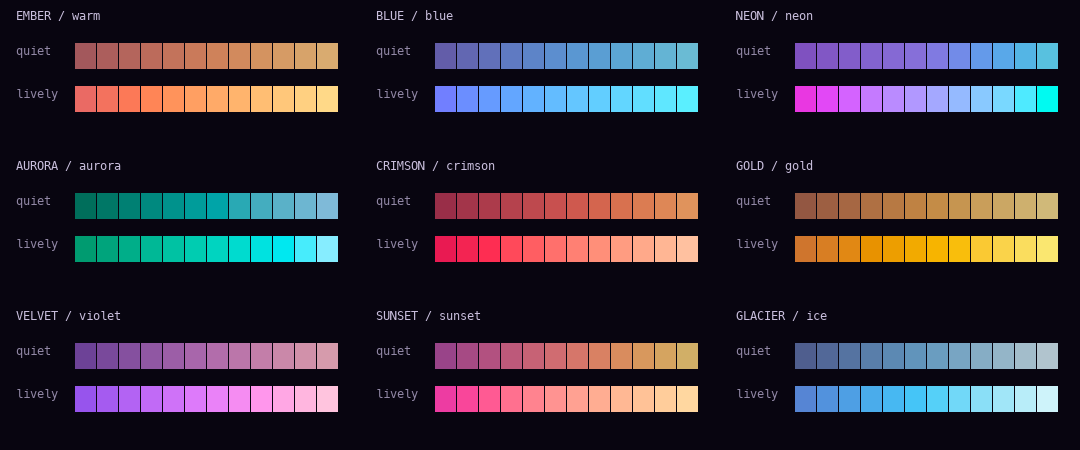 EMBER / warm
quiet
lively
BLUE / blue
quiet
lively
NEON / neon
quiet
lively
AURORA / aurora
quiet
lively
CRIMSON / crimson
quiet
lively
GOLD / gold
quiet
lively
VELVET / violet
quiet
lively
SUNSET / sunset
quiet
lively
GLACIER / ice
quiet
lively